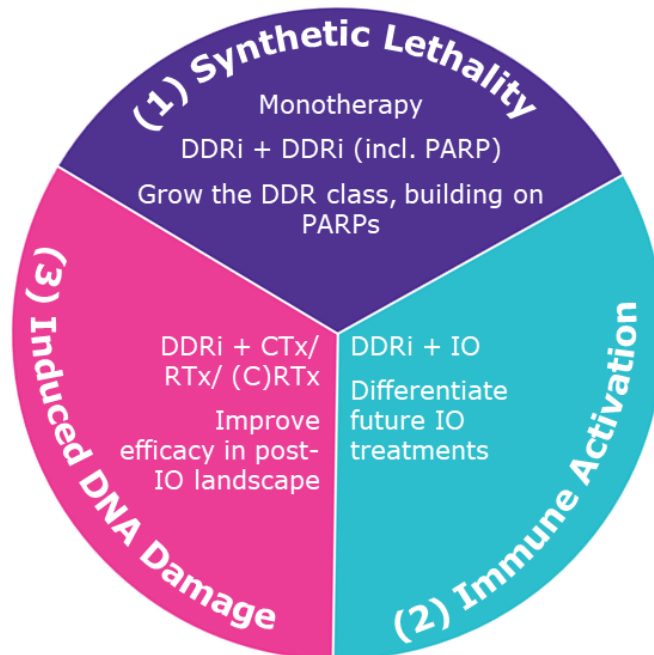 (1) Synthetic Lethality
Monotherapy
DDRi + DDRi (incl. PARP)
Grow the DDR class, building on
PARPs
(2) Immune Activation
DDRi + IO
Differentiate
future IO
treatments
(3) Induced DNA Damage
DDRi + CTx/
RTx/ (C)RTx
Improve
efficacy in post-
IO landscape